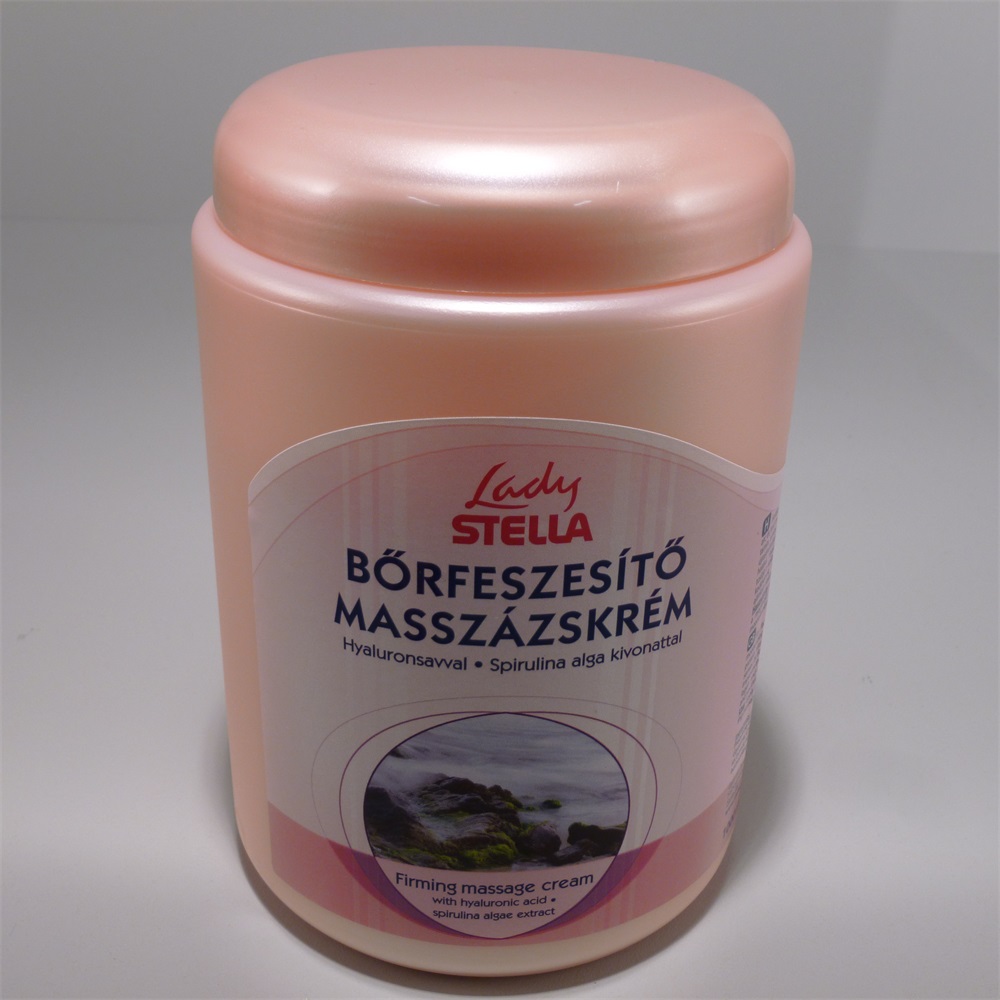 Lady
STELLA
BŐRFESZESÍTŐ
MASSZÁZSKRÉM
Hyaluronsavval • Spirulina alga kivonattal
Firming massage cream
with hyaluronic acid •
spirulina algae extract